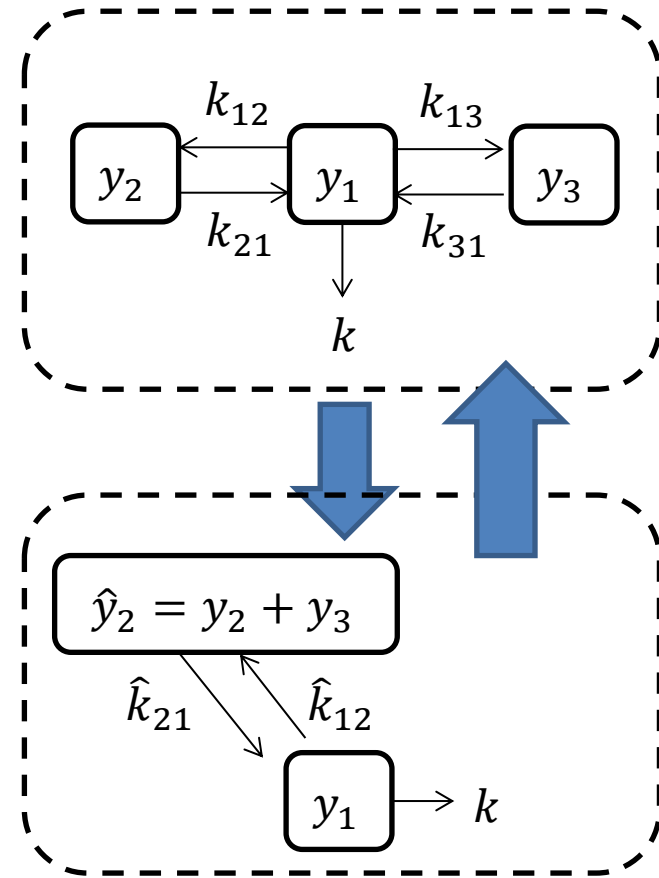 k₁₂ k₁₃
y₂ y₁ y₃
k₂₁ k₃₁
k
ŷ₂ = y₂ + y₃
k̂₂₁ k̂₁₂
y₁ k